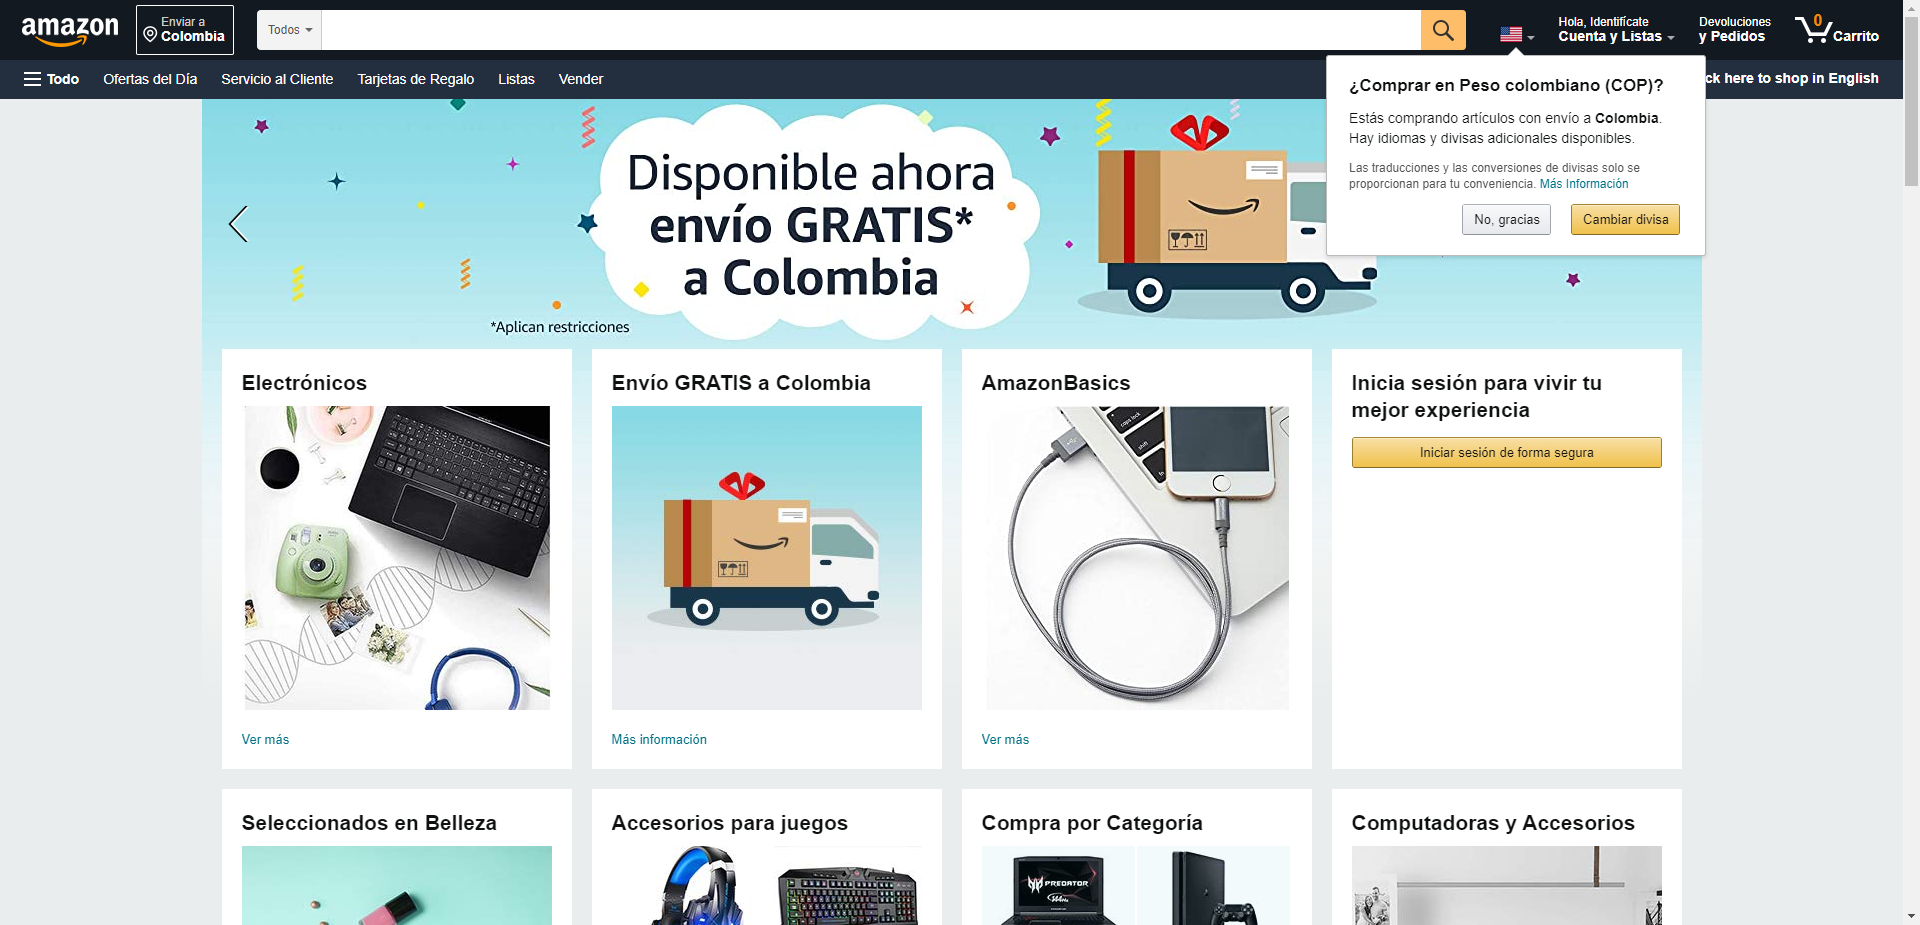 amazon
Enviar a
Colombia
Todos
Hola, Identifícate
Cuenta y Listas
Devoluciones
y Pedidos
0
Carrito
Todo
Ofertas del Día
Servicio al Cliente
Tarjetas de Regalo
Listas
Vender
ck here to shop in English
¿Comprar en Peso colombiano (COP)?
Estás comprando artículos con envío a Colombia.
Hay idiomas y divisas adicionales disponibles.
Las traducciones y las conversiones de divisas solo se
proporcionan para tu conveniencia. Más Información
No, gracias
Cambiar divisa
Disponible ahora
envío GRATIS*
a Colombia
*Aplican restricciones
Electrónicos
Ver más
Envío GRATIS a Colombia
Más información
AmazonBasics
caps lock
shift
Ver más
Inicia sesión para vivir tu
mejor experiencia
Iniciar sesión de forma segura
Seleccionados en Belleza
Accesorios para juegos
Compra por Categoría
PREDATOR
Computadoras y Accesorios